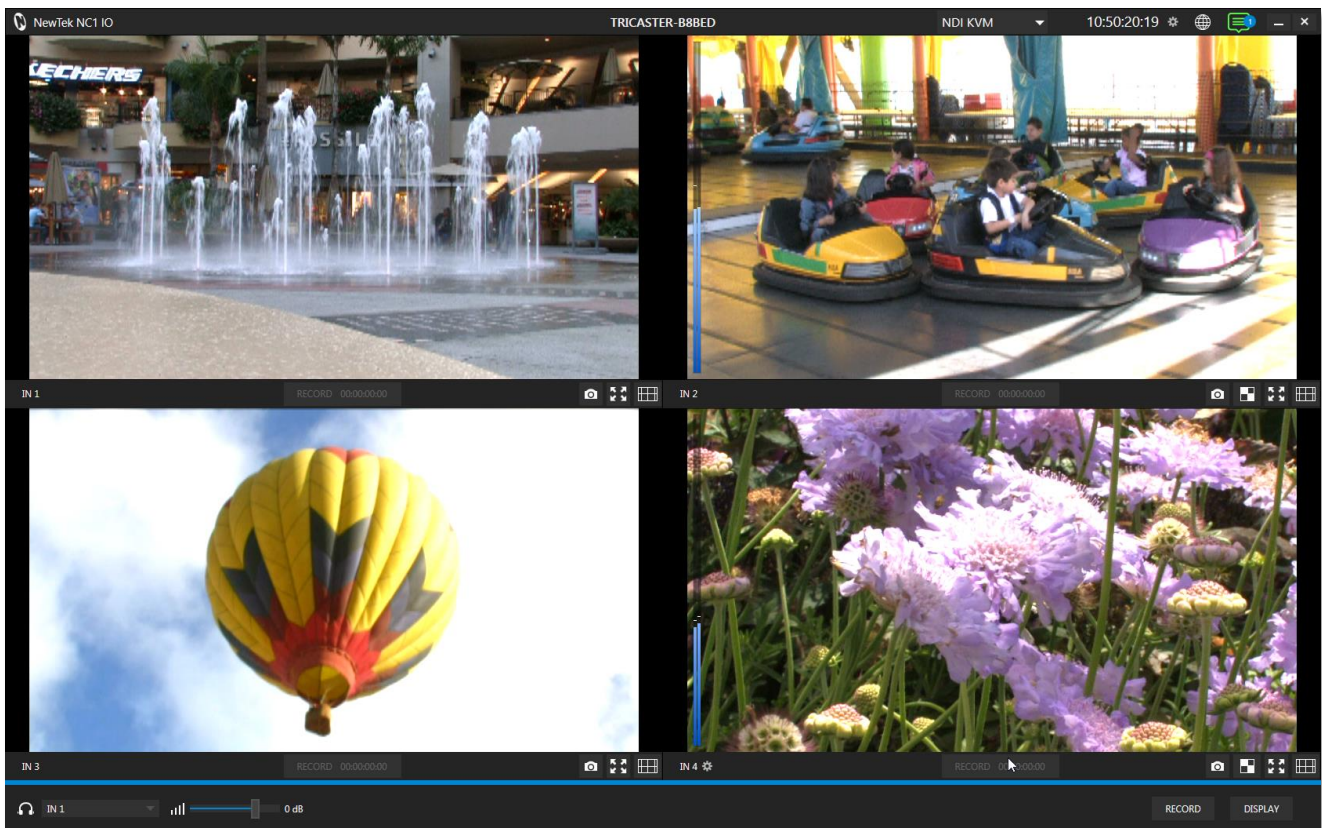 NewTek NC1 IO
TRICASTER-B8BED
NDI KVM
10:50:20:19
1
SKECHERS
FOSSIL
IN 1
RECORD 00:00:00:00
IN 2
RECORD 00:00:00:00
IN 3
RECORD 00:00:00:00
IN 4
RECORD
IN 1
0 dB
RECORD
DISPLAY